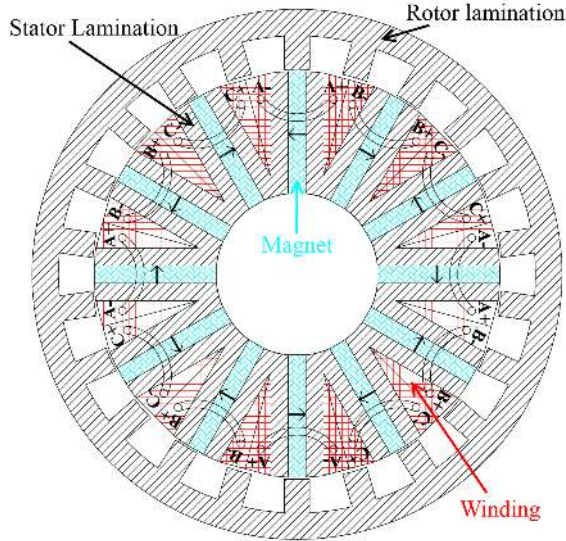 Stator Lamination
Rotor lamination
C+ A-
A+ B-
B+ C+
B+ C-
A+ B-
C+ A-
Magnet
C+ A-
A+ B-
B+ C-
B+ C-
A+ B-
C+ A-
Winding